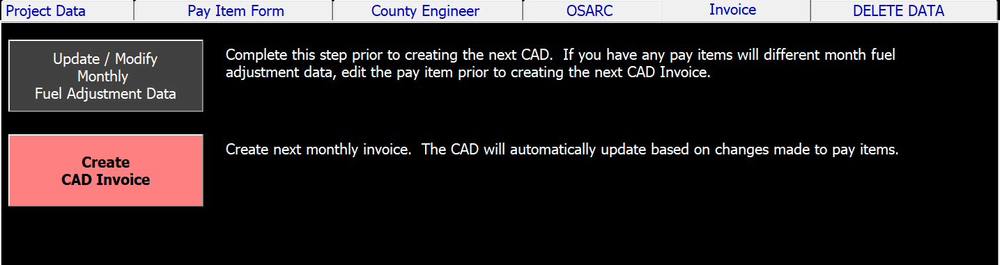 Project Data
Pay Item Form
County Engineer
OSARC
Invoice
DELETE DATA
Update / Modify
Monthly
Fuel Adjustment Data
Complete this step prior to creating the next CAD.  If you have any pay items will different month fuel
adjustment data, edit the pay item prior to creating the next CAD Invoice.
Create
CAD Invoice
Create next monthly invoice.  The CAD will automatically update based on changes made to pay items.